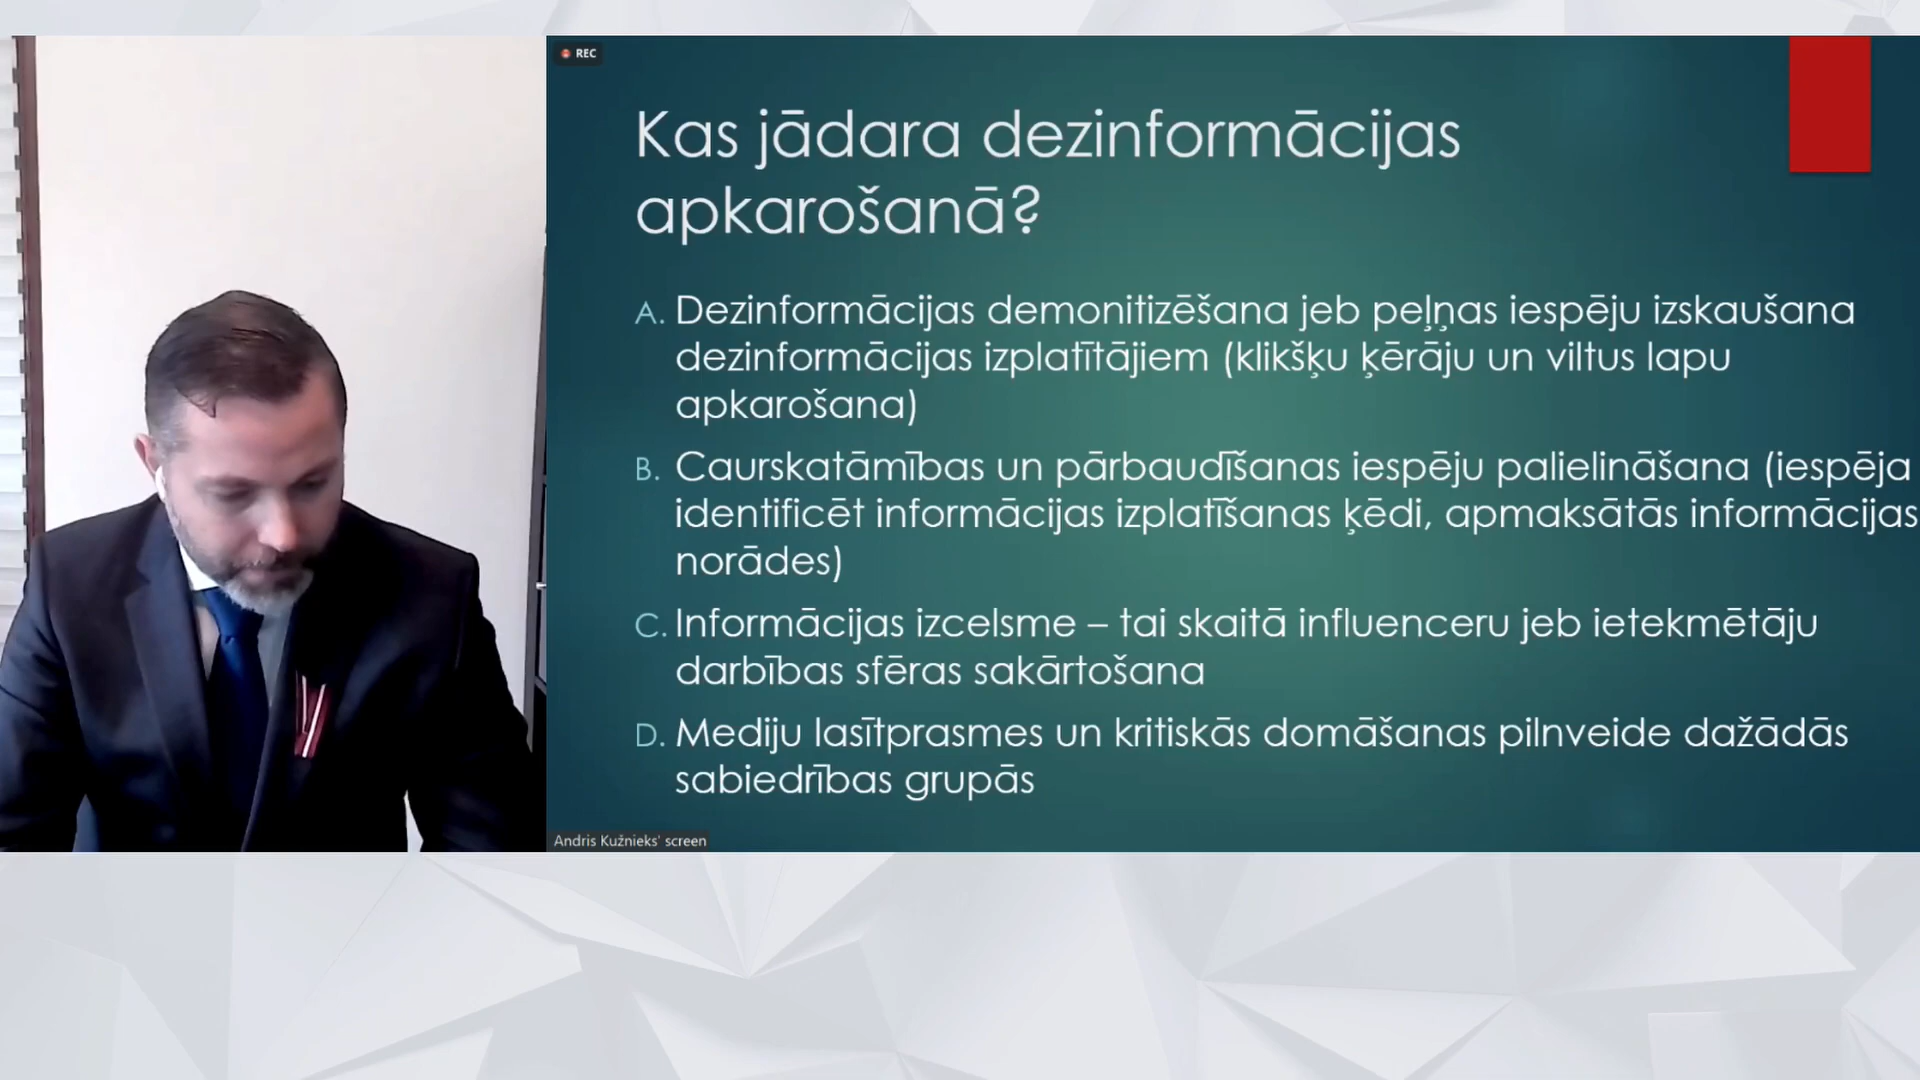 REC
Kas jādara dezinformācijas
apkarošanā?
A. Dezinformācijas demonitizēšana jeb peļņas iespēju izskaušana
dezinformācijas izplatītājiem (klikšķu ķērāju un viltus lapu
apkarošana)
B. Caurskatāmības un pārbaudīšanas iespēju palielināšana (iespēja
identificēt informācijas izplatīšanas ķēdi, apmaksātās informācijas
norādes)
C. Informācijas izcelsme – tai skaitā influenceru jeb ietekmētāju
darbības sfēras sakārtošana
D. Mediju lasītprasmes un kritiskās domāšanas pilnveide dažādās
sabiedrības grupās
Andris Kužnieks' screen